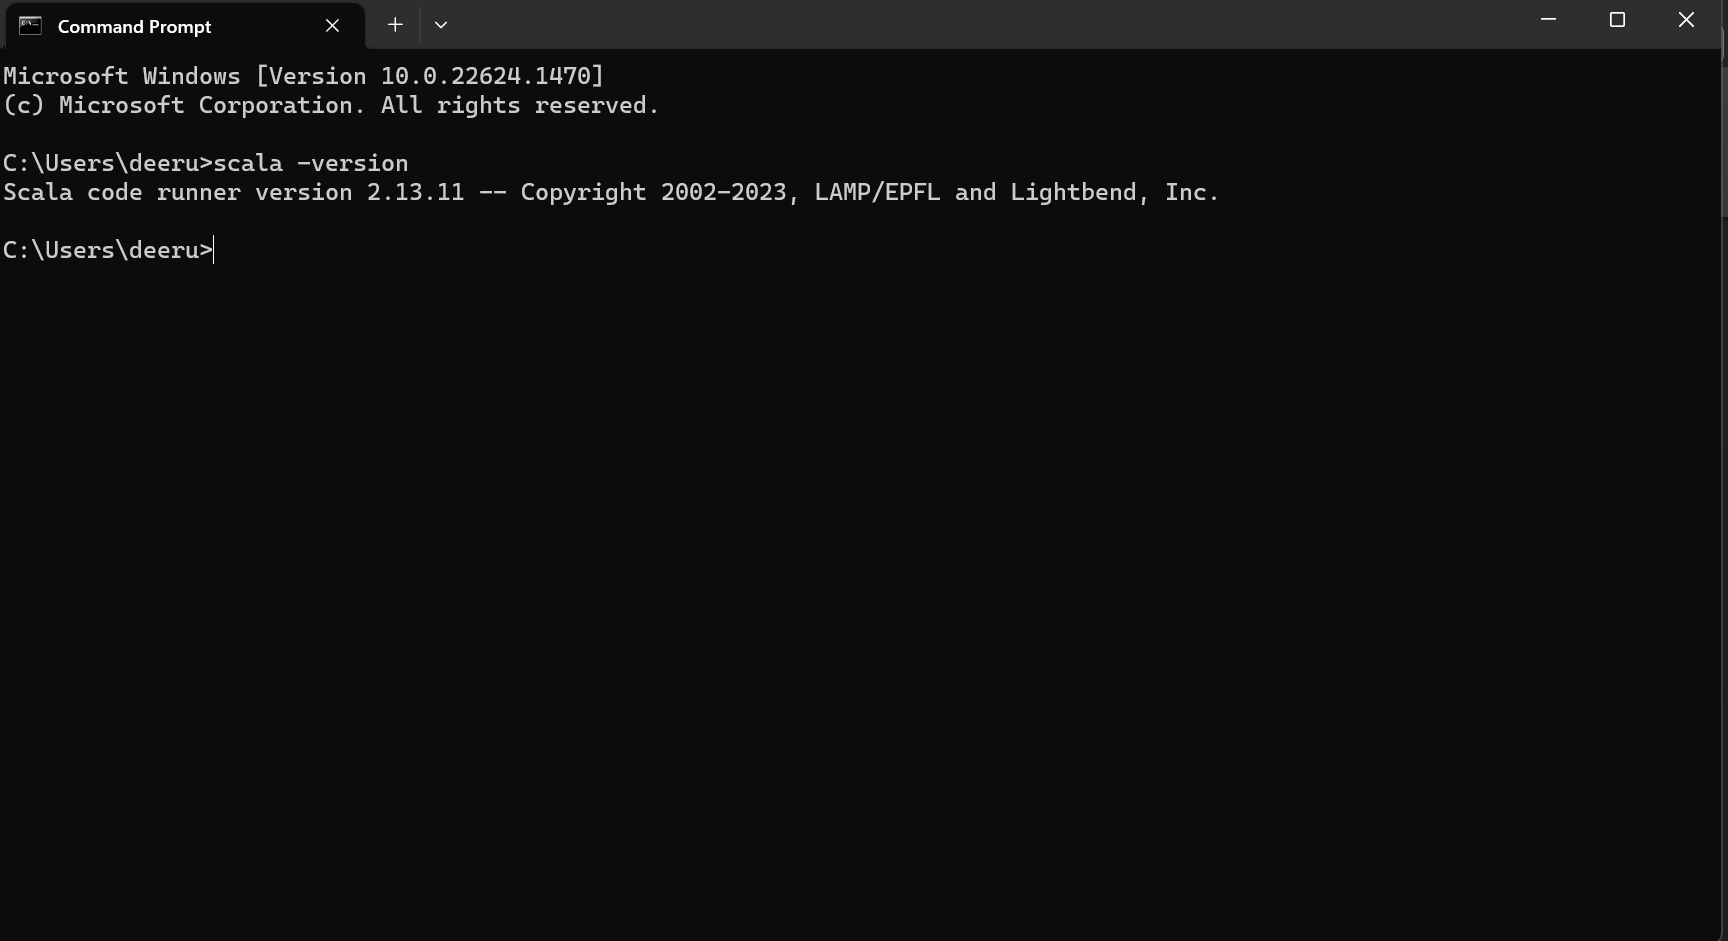 Command Prompt
Microsoft Windows [Version 10.0.22624.1470]
(c) Microsoft Corporation. All rights reserved.
C:\Users\deeru>scala -version
Scala code runner version 2.13.11 -- Copyright 2002-2023, LAMP/EPFL and Lightbend, Inc.
C:\Users\deeru>